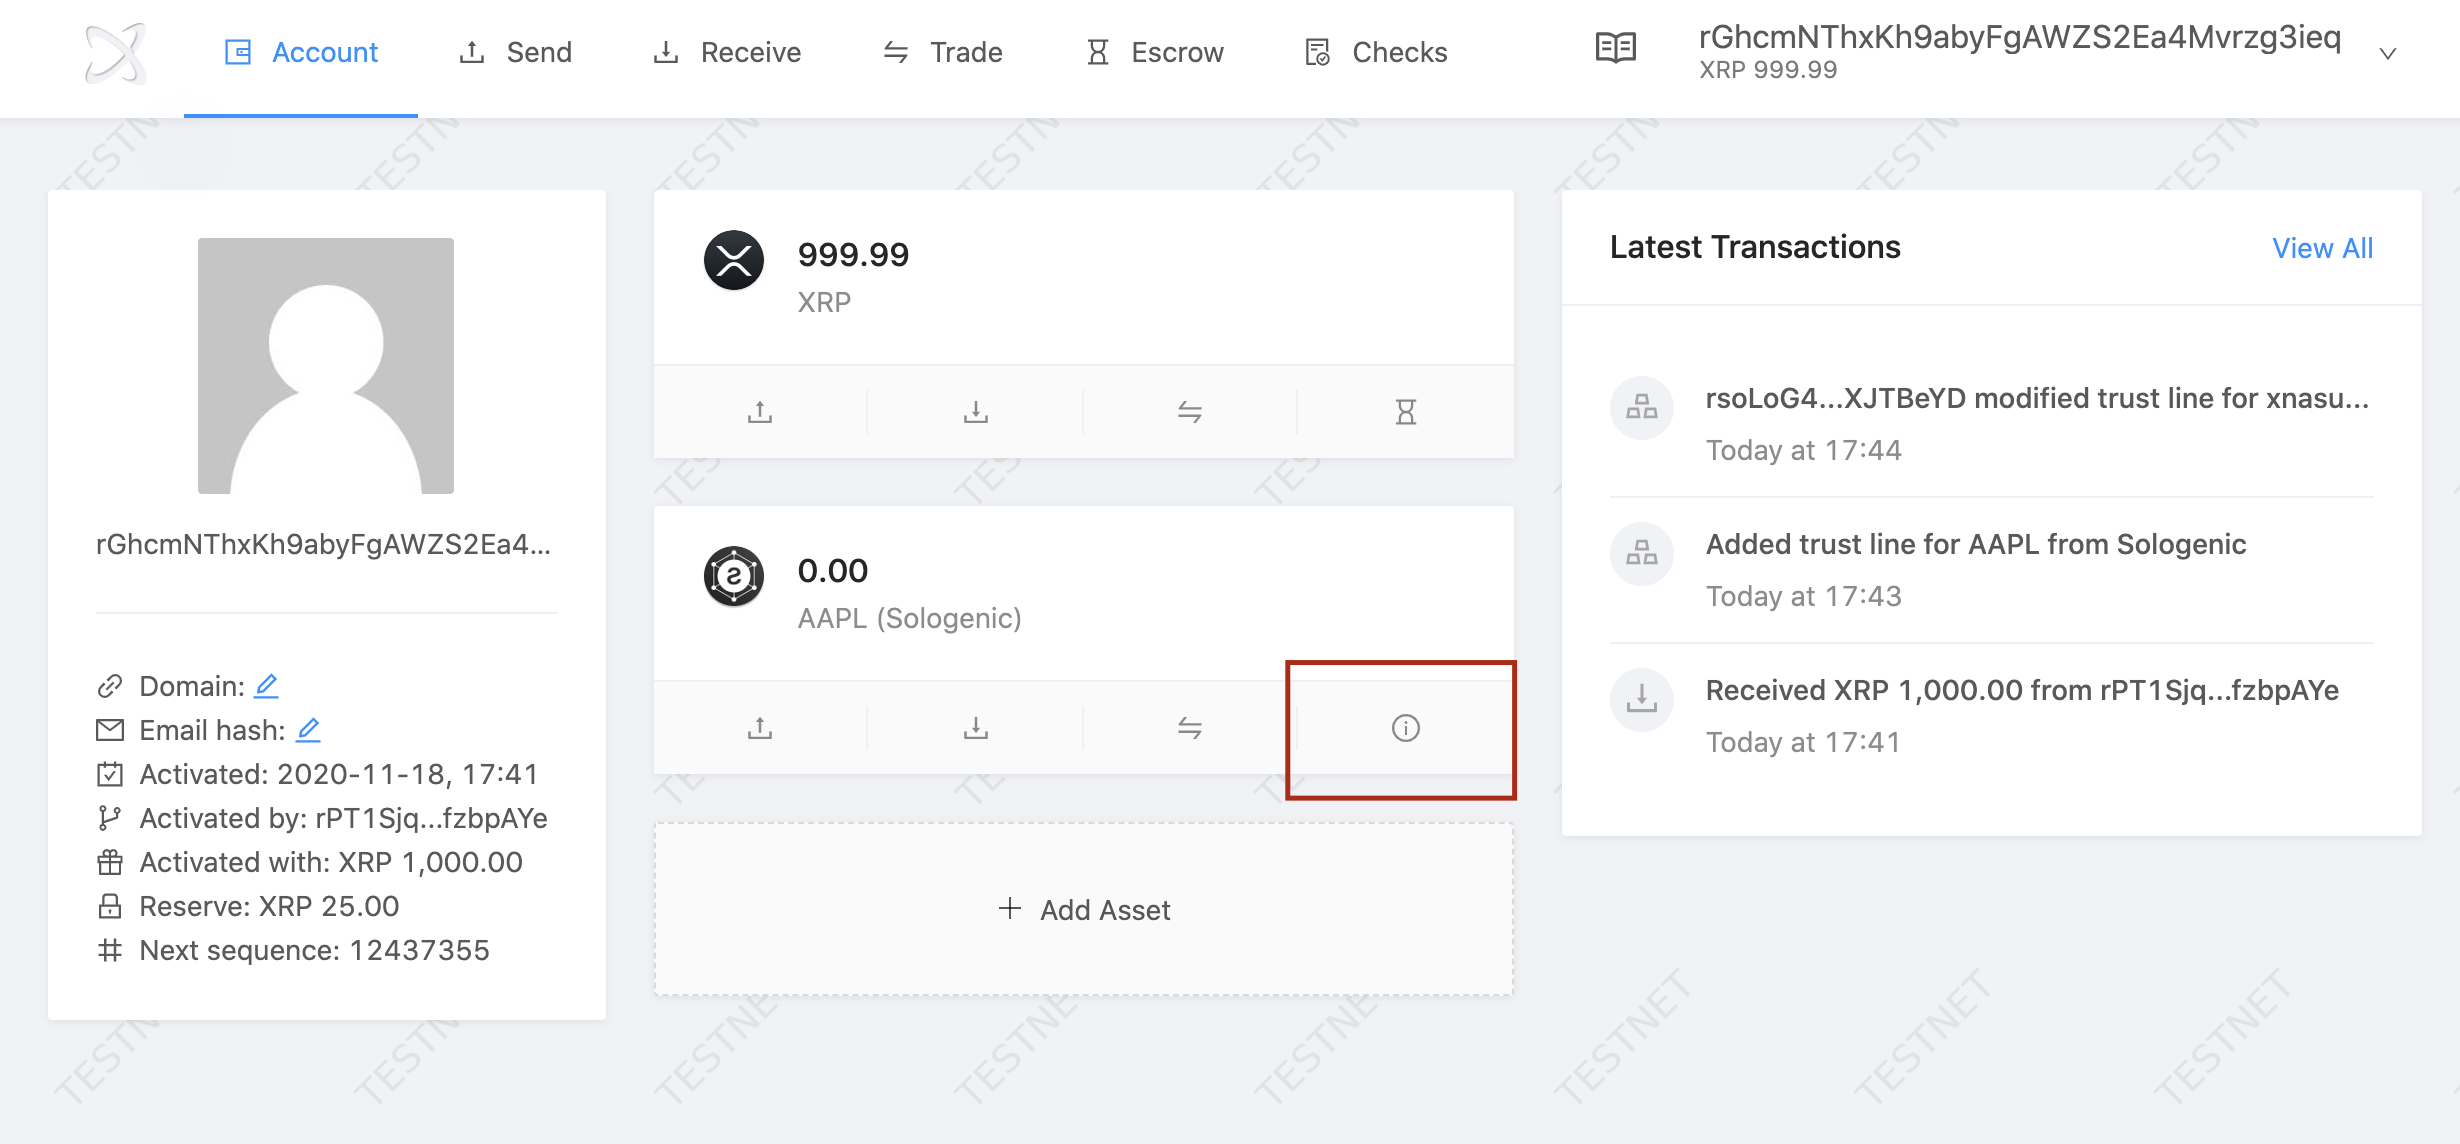 Account
Send
Receive
Trade
Escrow
Checks
rGhcmNThxKh9abyFgAWZS2Ea4Mvrzg3ieq
XRP 999.99
rGhcmNThxKh9abyFgAWZS2Ea4...
Domain:
Email hash:
Activated: 2020-11-18, 17:41
Activated by: rPT1Sjq...fzbpAYe
Activated with: XRP 1,000.00
Reserve: XRP 25.00
Next sequence: 12437355
999.99
XRP
0.00
AAPL (Sologenic)
+ Add Asset
Latest Transactions
View All
rsoLoG4...XJTBeYD modified trust line for xnasu...
Today at 17:44
Added trust line for AAPL from Sologenic
Today at 17:43
Received XRP 1,000.00 from rPT1Sjq...fzbpAYe
Today at 17:41
TESTNET
TESTNET
TESTNET